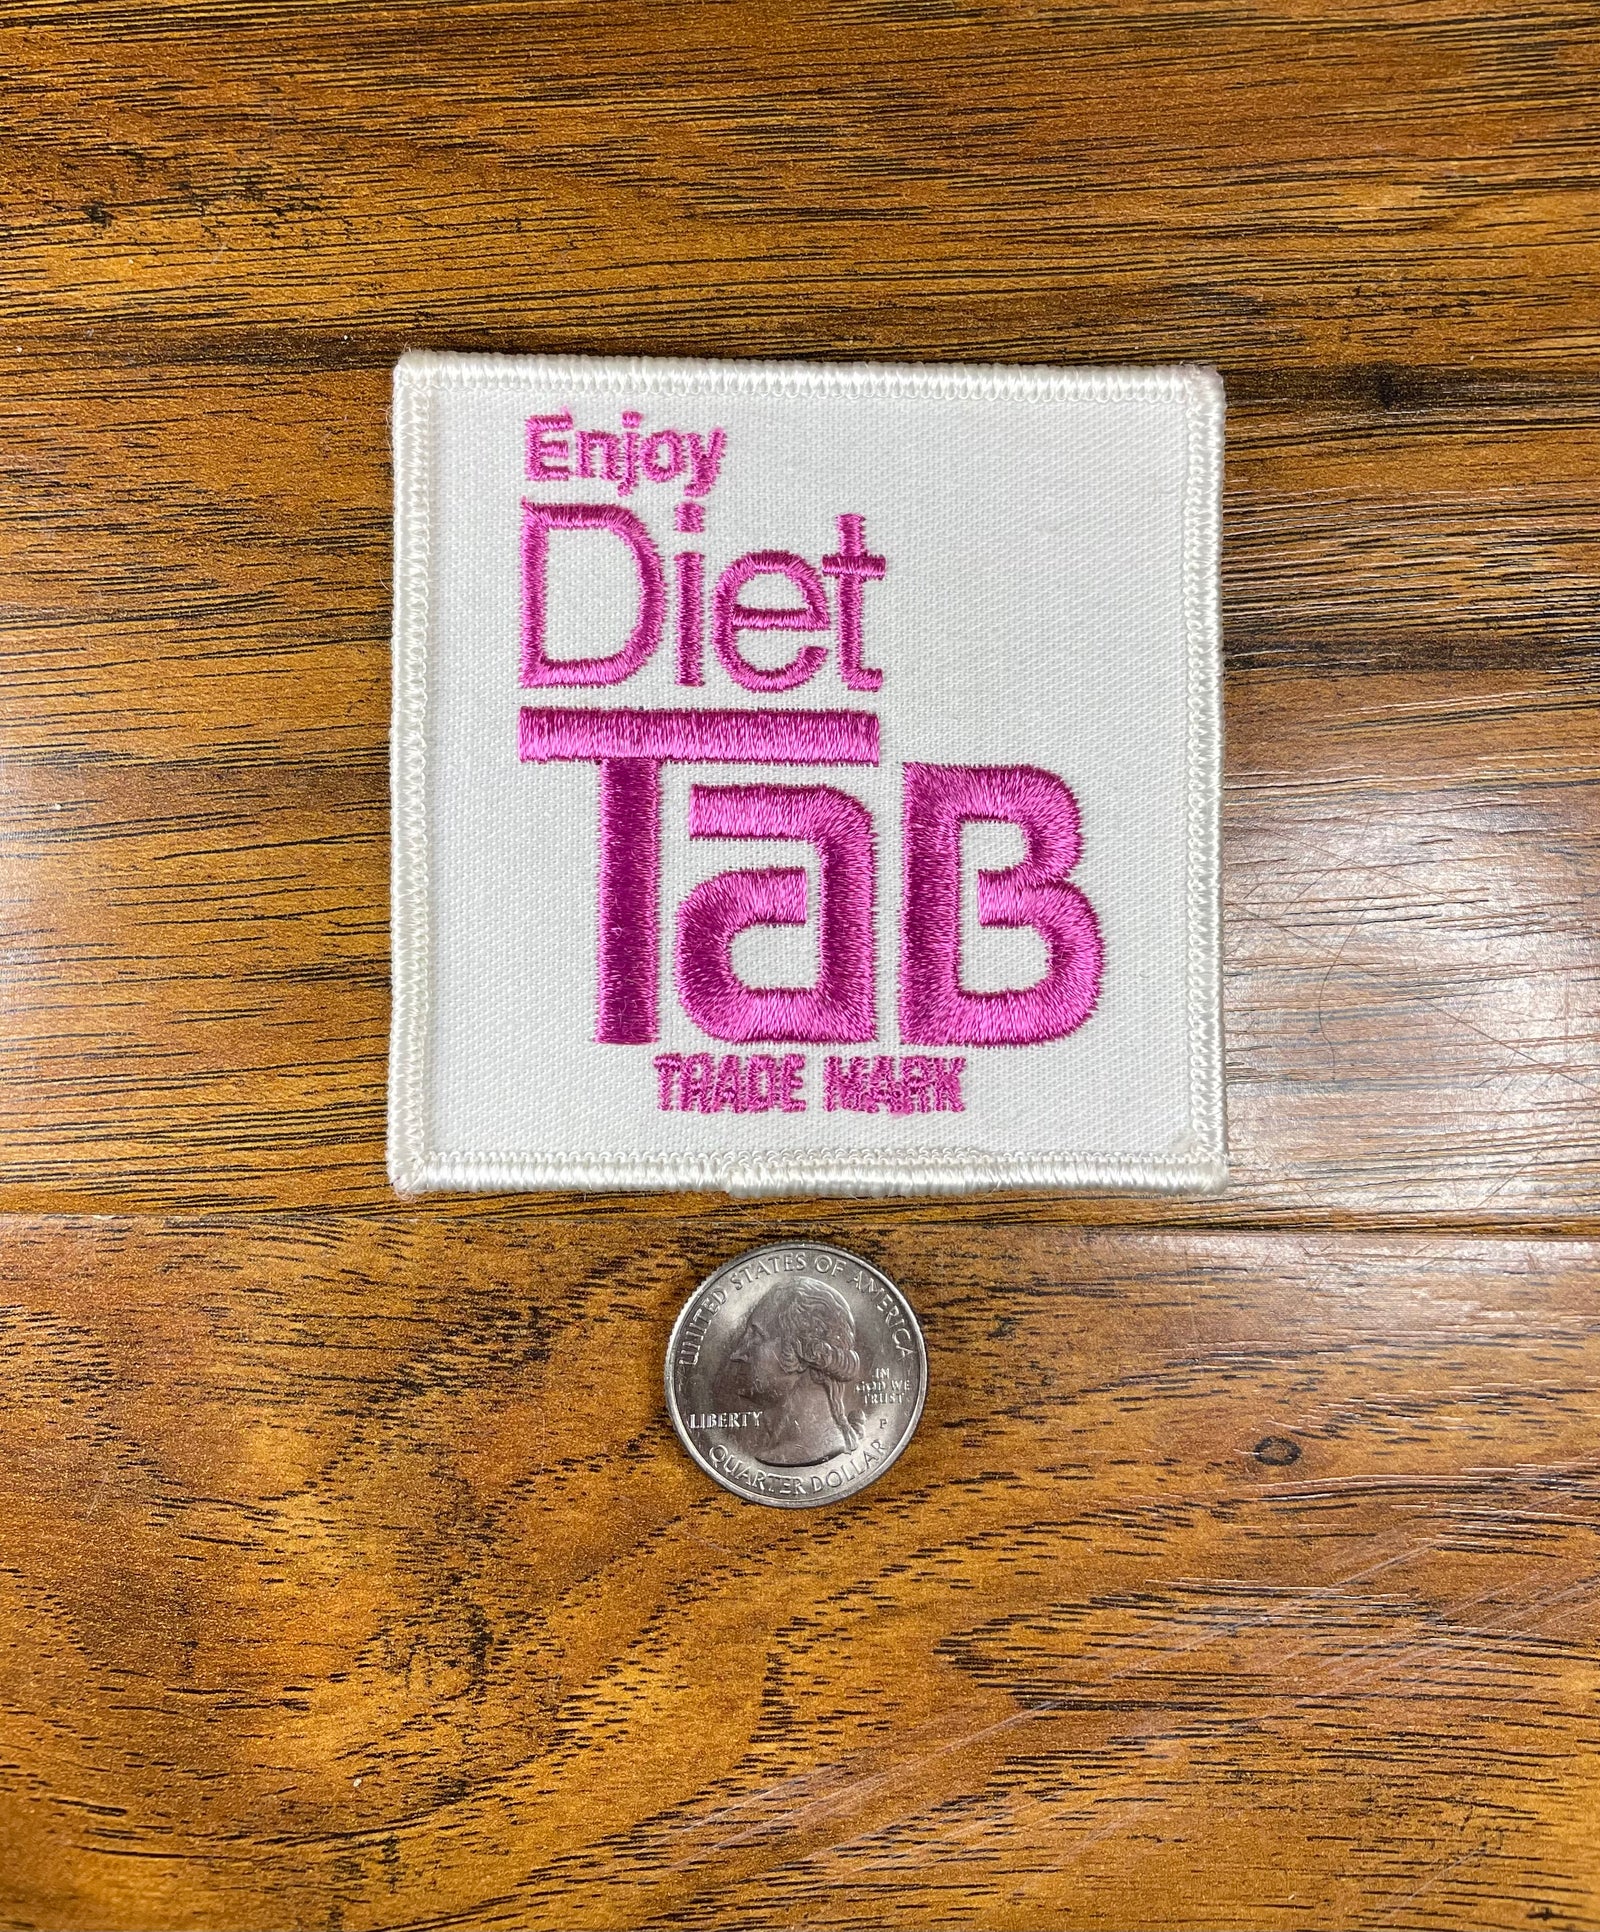 Enjoy
Diet
TaB
TRADE MARK
UNITED STATES OF AMERICA
IN
GOD WE
TRUST
LIBERTY
P
QUARTER DOLLAR